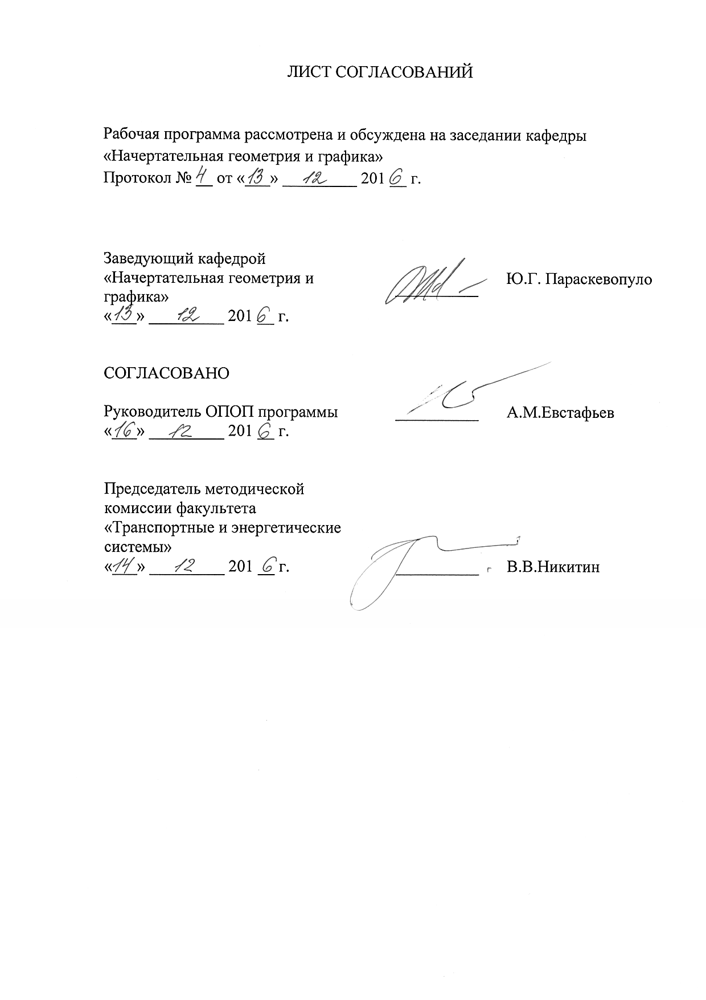 ЛИСТ СОГЛАСОВАНИЙ
Рабочая программа рассмотрена и обсуждена на заседании кафедры
«Начертательная геометрия и графика»
Протокол № 4 от «13» 12 2016 г.
Заведующий кафедрой
«Начертательная геометрия и
графика»
Ю.Г. Параскевопуло
«13» 12 2016 г.
СОГЛАСОВАНО
Руководитель ОПОП программы
А.М.Евстафьев
«16» 12 2016 г.
Председатель методической
комиссии факультета
«Транспортные и энергетические
системы»
«14» 12 2016 г.
В.В.Никитин